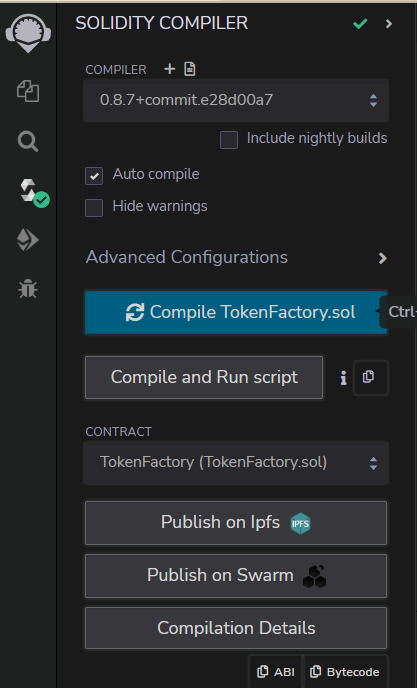 SOLIDITY COMPILER
COMPILER
0.8.7+commit.e28d00a7
Include nightly builds
Auto compile
Hide warnings
Advanced Configurations
Compile TokenFactory.sol
Ctrl+
Compile and Run script
CONTRACT
TokenFactory (TokenFactory.sol)
Publish on Ipfs IPFS
Publish on Swarm
Compilation Details
ABI Bytecode